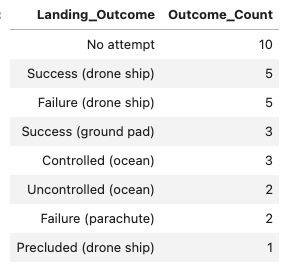 Landing_Outcome Outcome_Count
No attempt 10
Success (drone ship) 5
Failure (drone ship) 5
Success (ground pad) 3
Controlled (ocean) 3
Uncontrolled (ocean) 2
Failure (parachute) 2
Precluded (drone ship) 1